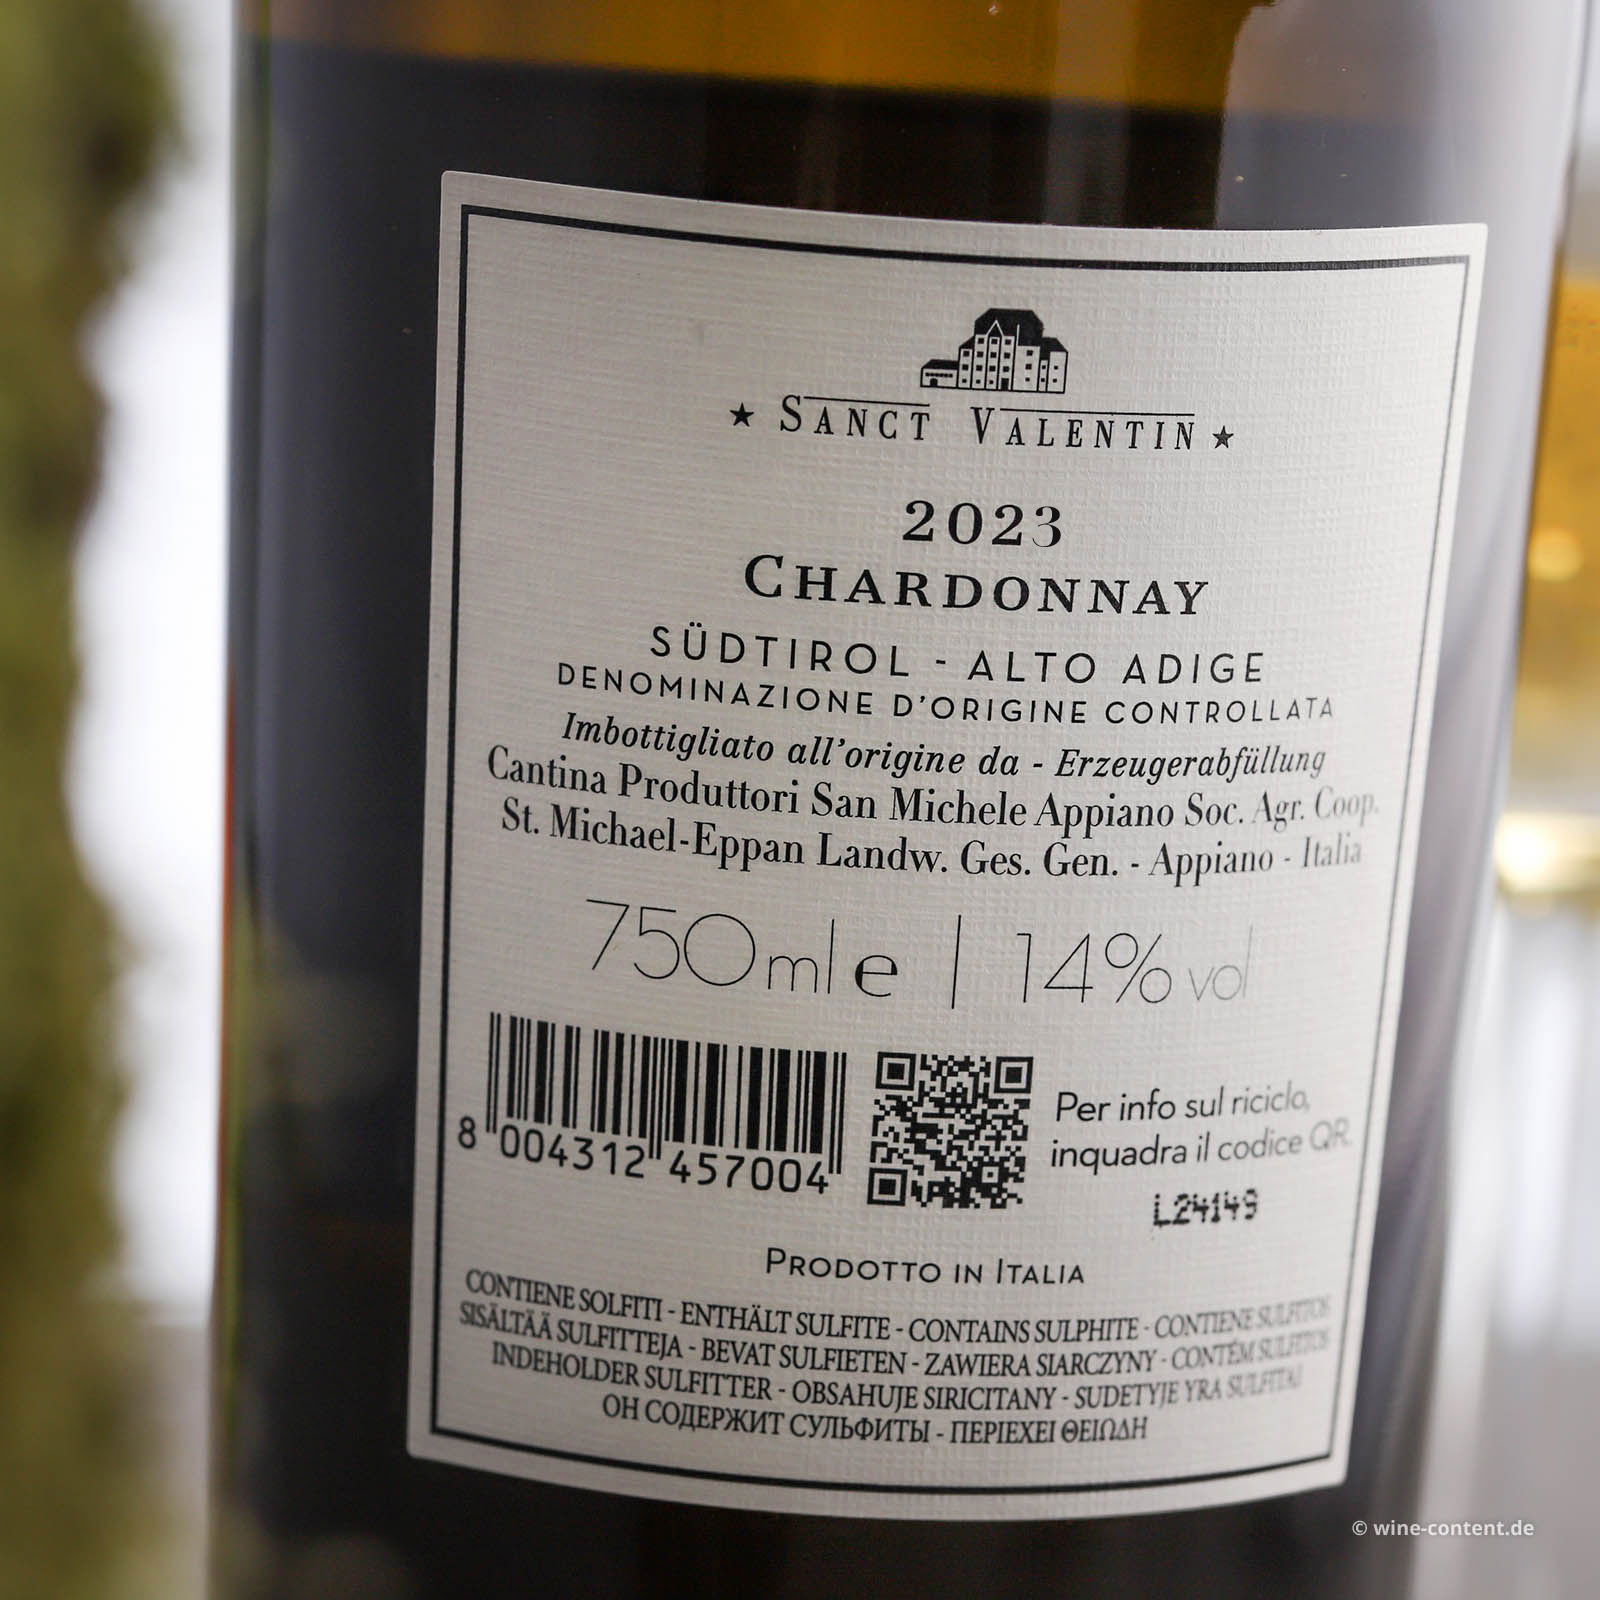 ★ SANCT VALENTIN ★
2023
CHARDONNAY
SÜDTIROL - ALTO ADIGE
DENOMINAZIONE D'ORIGINE CONTROLLATA
Imbottigliato all'origine da - Erzeugerabfüllung
Cantina Produttori San Michele Appiano Soc. Agr. Coop.
St. Michael-Eppan Landw. Ges. Gen. - Appiano - Italia
750ml e | 14% vol
8 004312 457004
Per info sul riciclo,
inquadra il codice QR.
L24149
PRODOTTO IN ITALIA
CONTIENE SOLFITI - ENTHÄLT SULFITE - CONTAINS SULPHITE - CONTIENE SULFITOS
SISÄLTÄÄ SULFITTEJA - BEVAT SULFIETEN - ZAWIERA SIARCZYNY - CONTÉM SULFITOS
INDEHOLDER SULFITTER - OBSAHUJE SIRICITANY - SUDETYJE YRA SULFITAI
OH СОДЕРЖИТ СУЛЬФИТЫ - ΠΕΡΙΕΧΕΙ ΘΕΙΩΔΗ
© wine-content.de